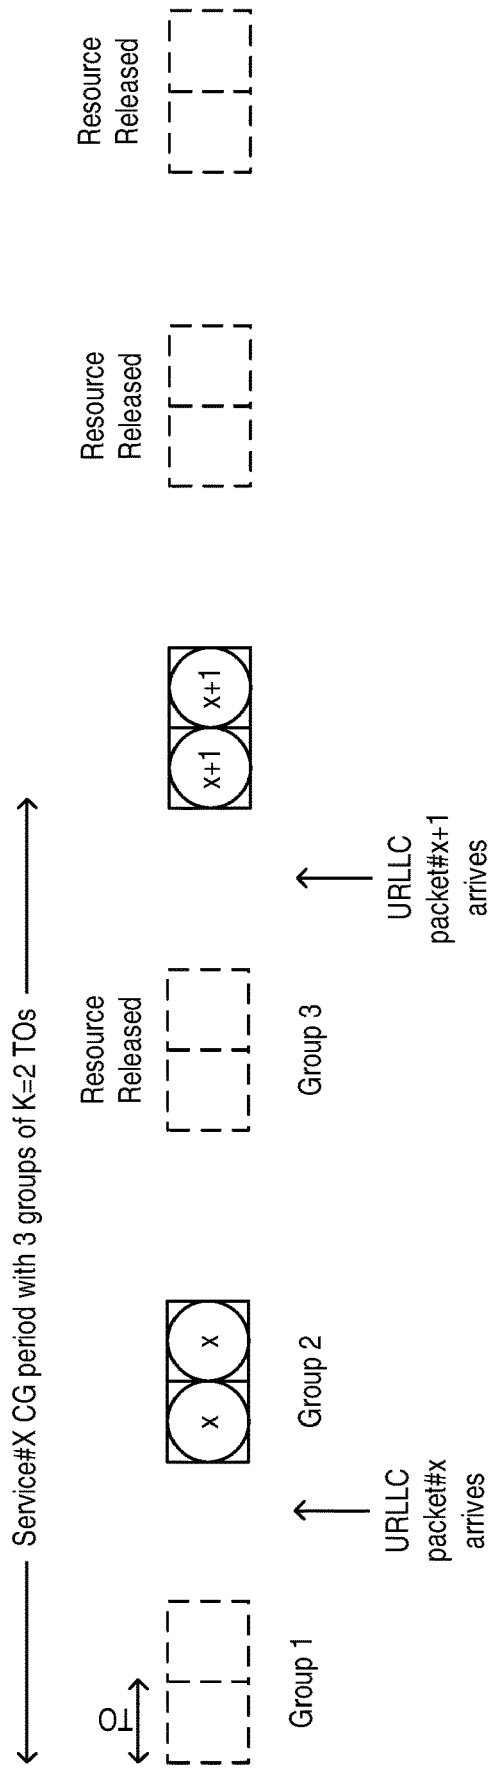 Service#X CG period with 3 groups of K=2 TOs
TO
Resource
Released
Resource
Released
Resource
Released
x
x
x+1
x+1
Group 1
Group 2
Group 3
URLLC
packet#x
arrives
URLLC
packet#x+1
arrives